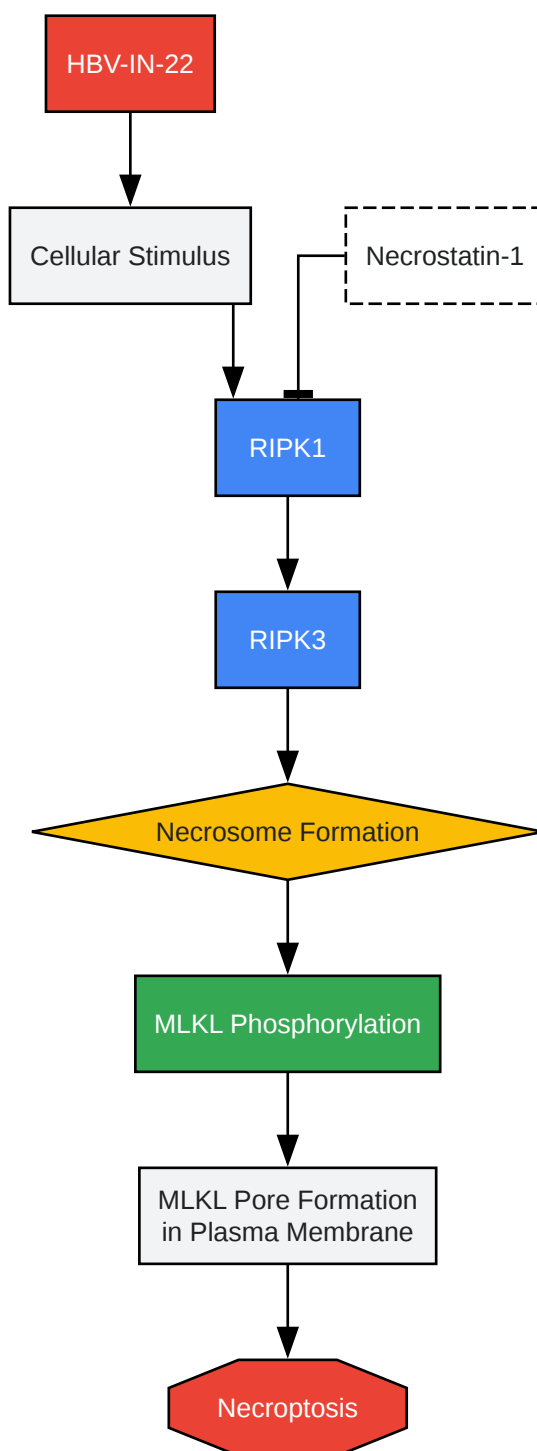 HBV-IN-22
Cellular Stimulus
Necrostatin-1
RIPK1
RIPK3
Necrosome Formation
MLKL Phosphorylation
MLKL Pore Formation
in Plasma Membrane
Necroptosis